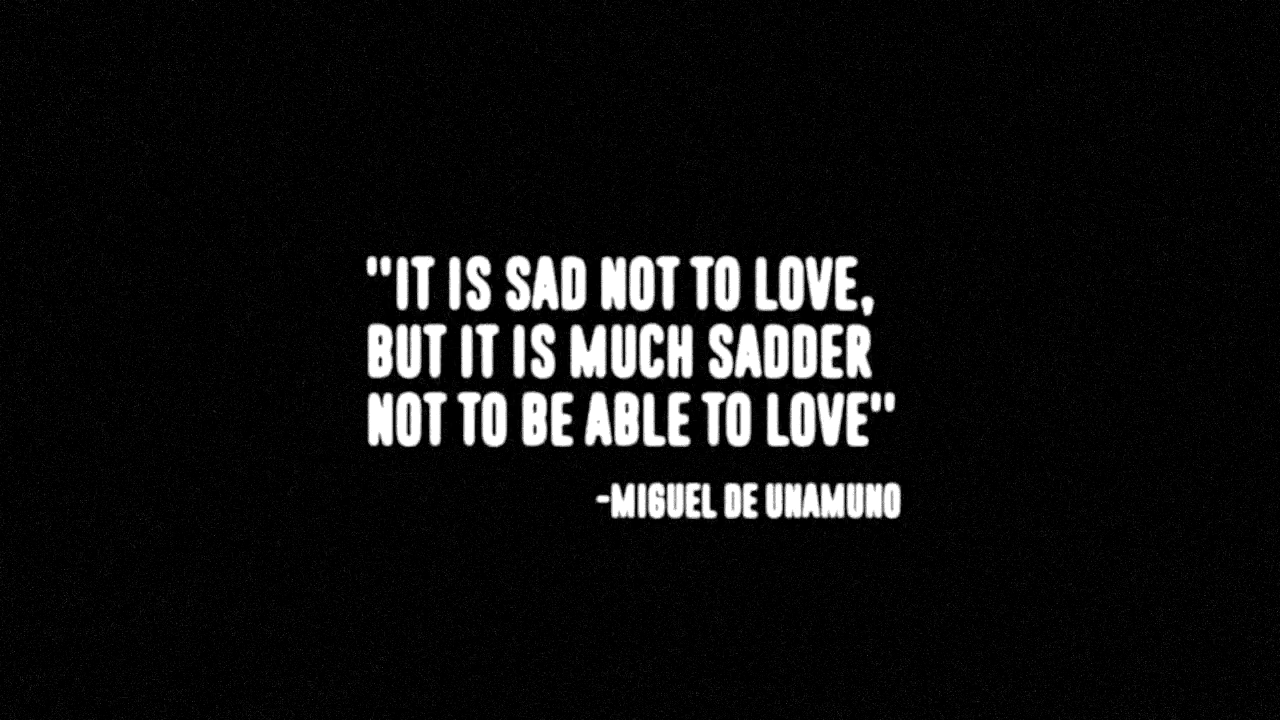 "IT IS SAD NOT TO LOVE,
BUT IT IS MUCH SADDER
NOT TO BE ABLE TO LOVE"
-MIGUEL DE UNAMUNO